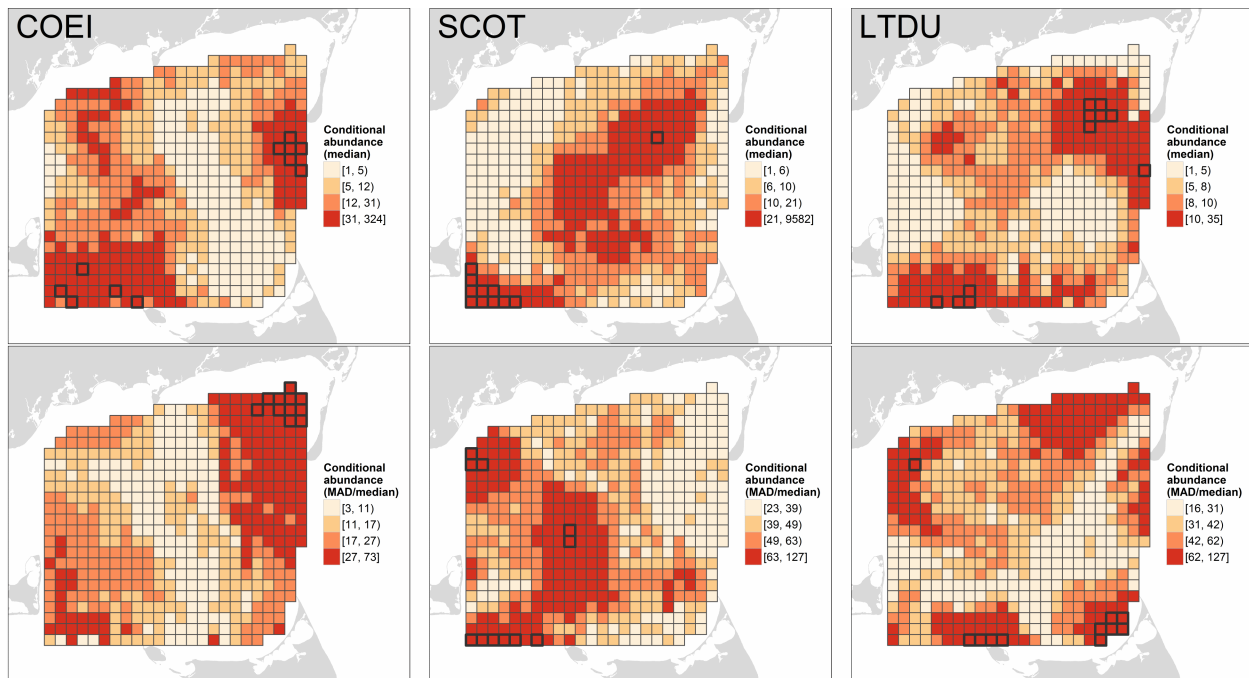 COEI
Conditional
abundance
(median)
[1, 5)
[5, 12)
[12, 31)
[31, 324]
SCOT
Conditional
abundance
(median)
[1, 6)
[6, 10)
[10, 21)
[21, 9582]
LTDU
Conditional
abundance
(median)
[1, 5)
[5, 8)
[8, 10)
[10, 35]
Conditional
abundance
(MAD/median)
[3, 11)
[11, 17)
[17, 27)
[27, 73]
Conditional
abundance
(MAD/median)
[23, 39)
[39, 49)
[49, 63)
[63, 127]
Conditional
abundance
(MAD/median)
[16, 31)
[31, 42)
[42, 62)
[62, 127]